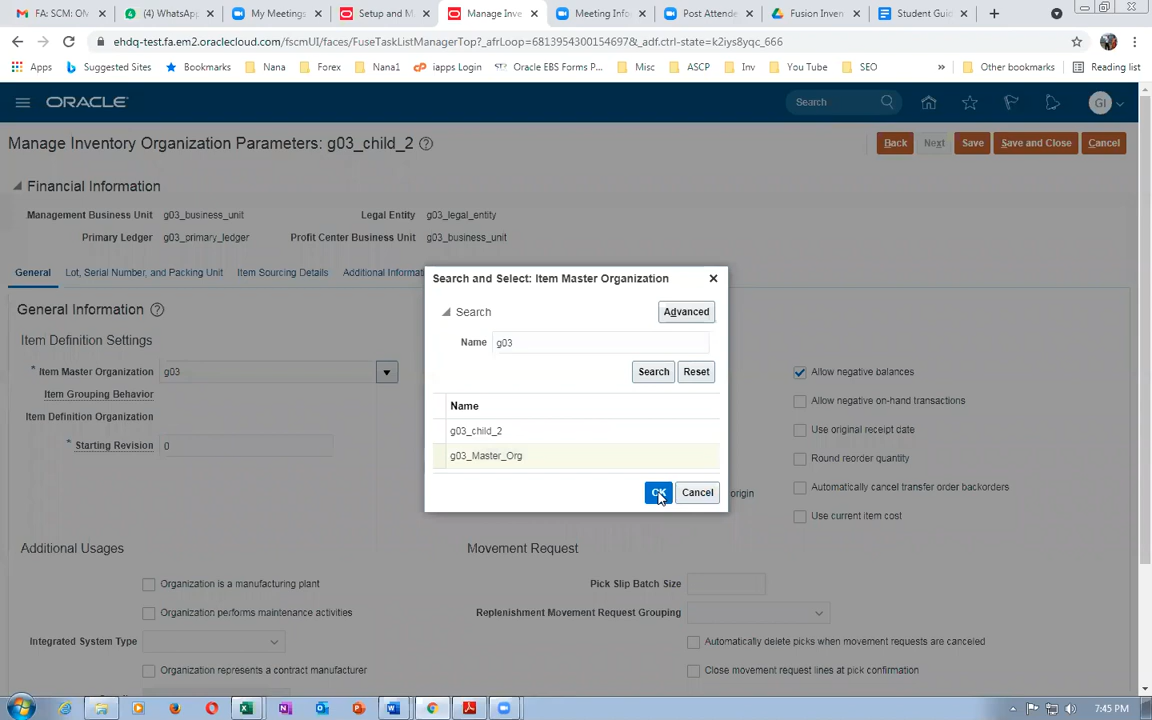 FA: SCM: OM
(4) WhatsApp
My Meetings
Setup and M
Manage Inve
Meeting Info
Post Attende
Fusion Inven
Student Guid
ehdq-test.fa.em2.oraclecloud.com/fscmUI/faces/FuseTaskListManagerTop?_afrLoop=6813954300154697&_adf.ctrl-state=k2iys8yqc_666
Apps Suggested Sites Bookmarks Nana Forex Nana1 iapps Login Oracle EBS Forms P... Misc ASCP Inv You Tube SEO » Other bookmarks Reading list
ORACLE Search GI
Manage Inventory Organization Parameters: g03_child_2 Back Next Save Save and Close Cancel
Financial Information
Management Business Unit g03_business_unit Legal Entity g03_legal_entity
Primary Ledger g03_primary_ledger Profit Center Business Unit g03_business_unit
General Lot, Serial Number, and Packing Unit Item Sourcing Details Additional Informat
General Information
Item Definition Settings
* Item Master Organization g03
Item Grouping Behavior
Item Definition Organization
* Starting Revision 0
Search and Select: Item Master Organization
Search Advanced
Name g03
Search Reset
Name
g03_child_2
g03_Master_Org
OK Cancel
Allow negative balances
Allow negative on-hand transactions
Use original receipt date
Round reorder quantity
origin Automatically cancel transfer order backorders
Use current item cost
Additional Usages
Organization is a manufacturing plant
Organization performs maintenance activities
Integrated System Type
Organization represents a contract manufacturer
Movement Request
Pick Slip Batch Size
Replenishment Movement Request Grouping
Automatically delete picks when movement requests are canceled
Close movement request lines at pick confirmation
7:45 PM